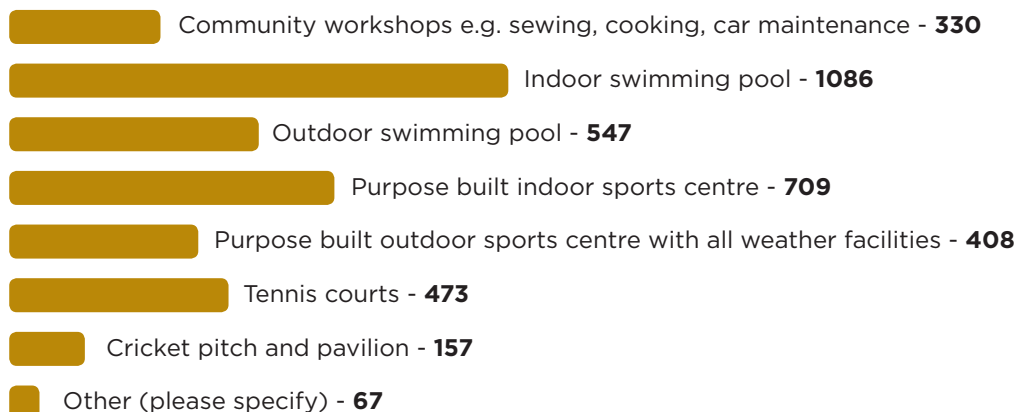 Community workshops e.g. sewing, cooking, car maintenance - 330
Indoor swimming pool - 1086
Outdoor swimming pool - 547
Purpose built indoor sports centre - 709
Purpose built outdoor sports centre with all weather facilities - 408
Tennis courts - 473
Cricket pitch and pavilion - 157
Other (please specify) - 67